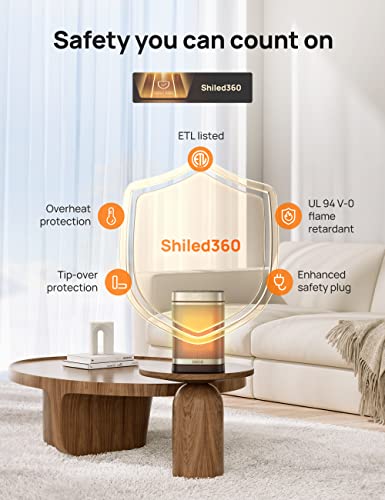 Safety you can count on
Shiled360
ETL listed
Overheat
protection
UL 94 V-0
flame
retardant
Shiled360
Tip-over
protection
Enhanced
safety plug